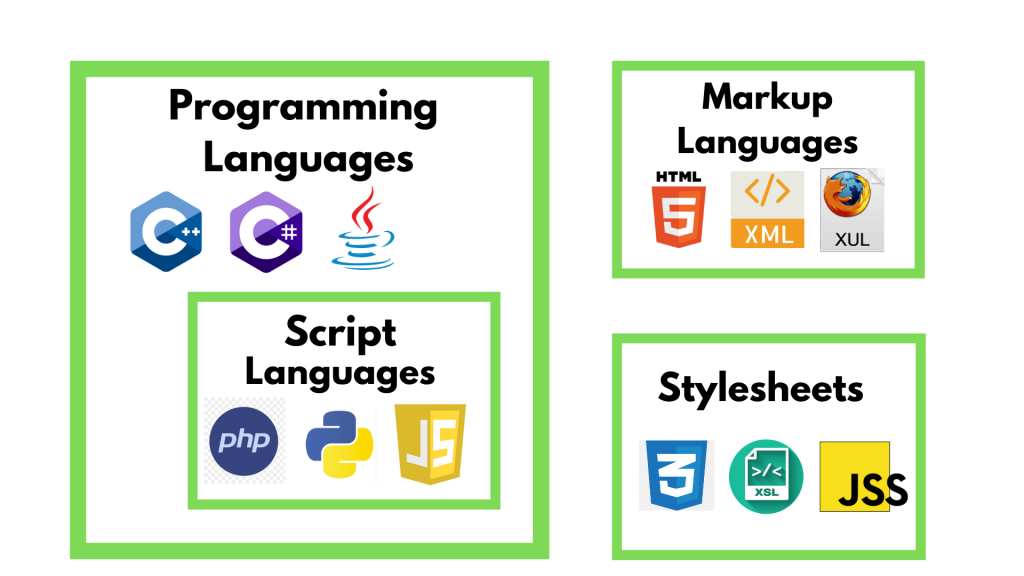 Programming
Languages
C++
C#
Script
Languages
php
JS
Markup
Languages
HTML
5
</>
XML
XUL
Stylesheets
3
>/<
XSL
JSS